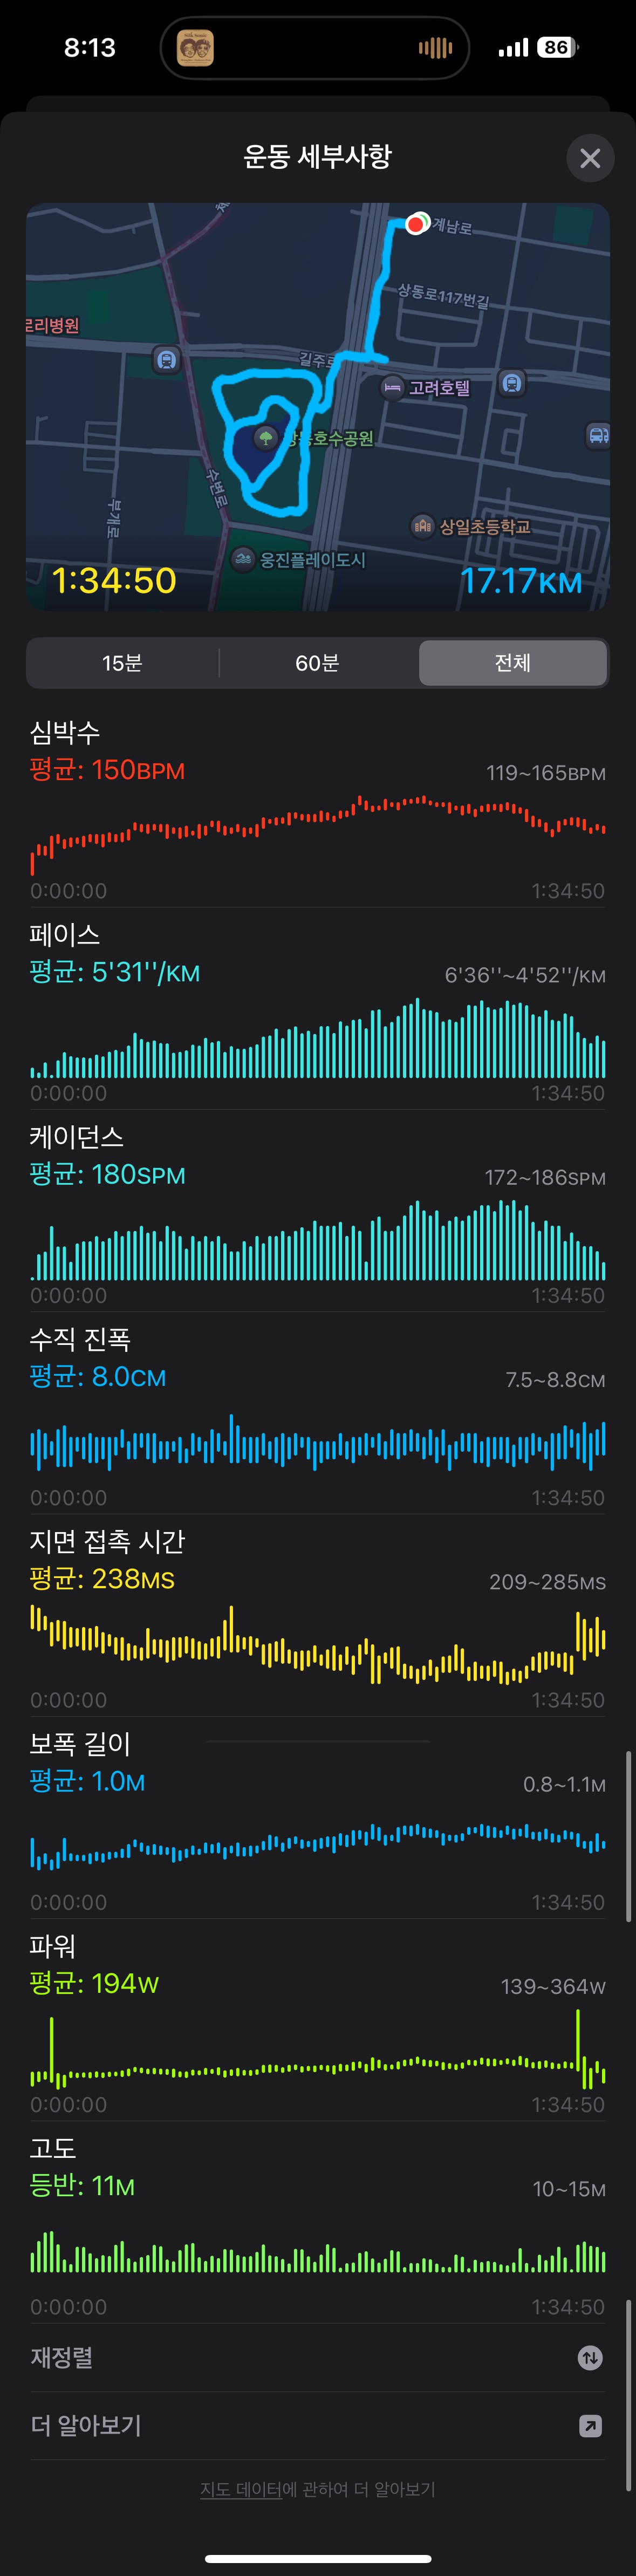 8:13
86
운동 세부사항
계남로
상동로117번길
로리병원
길주로
고려호텔
상동호수공원
수변로
부개로
상일초등학교
웅진플레이도시
1:34:50
17.17KM
15분
60분
전체
심박수
평균: 150BPM
119~165BPM
0:00:00
1:34:50
페이스
평균: 5'31''/KM
6'36''~4'52''/KM
0:00:00
1:34:50
케이던스
평균: 180SPM
172~186SPM
0:00:00
1:34:50
수직 진폭
평균: 8.0CM
7.5~8.8CM
0:00:00
1:34:50
지면 접촉 시간
평균: 238MS
209~285MS
0:00:00
1:34:50
보폭 길이
평균: 1.0M
0.8~1.1M
0:00:00
1:34:50
파워
평균: 194W
139~364W
0:00:00
1:34:50
고도
등반: 11M
10~15M
0:00:00
1:34:50
재정렬
더 알아보기
지도 데이터에 관하여 더 알아보기